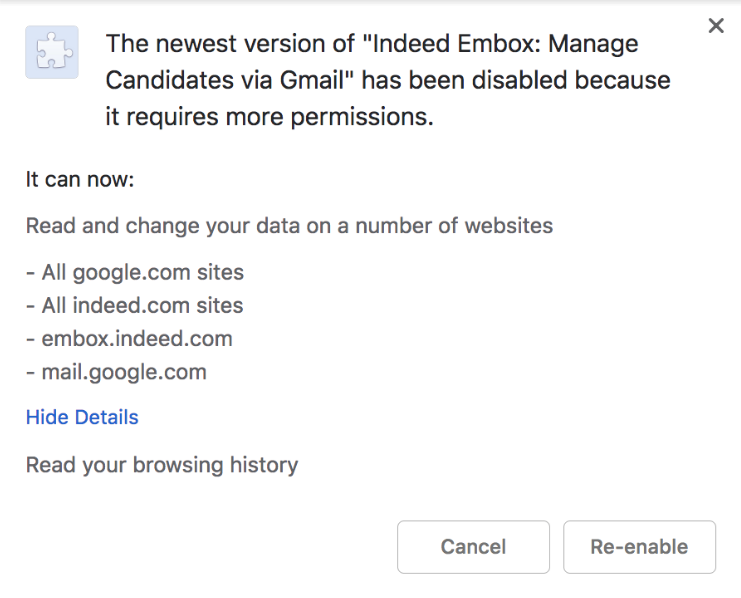 The newest version of "Indeed Embox: Manage
Candidates via Gmail" has been disabled because
it requires more permissions.
It can now:
Read and change your data on a number of websites
- All google.com sites
- All indeed.com sites
- embox.indeed.com
- mail.google.com
Hide Details
Read your browsing history
Cancel
Re-enable